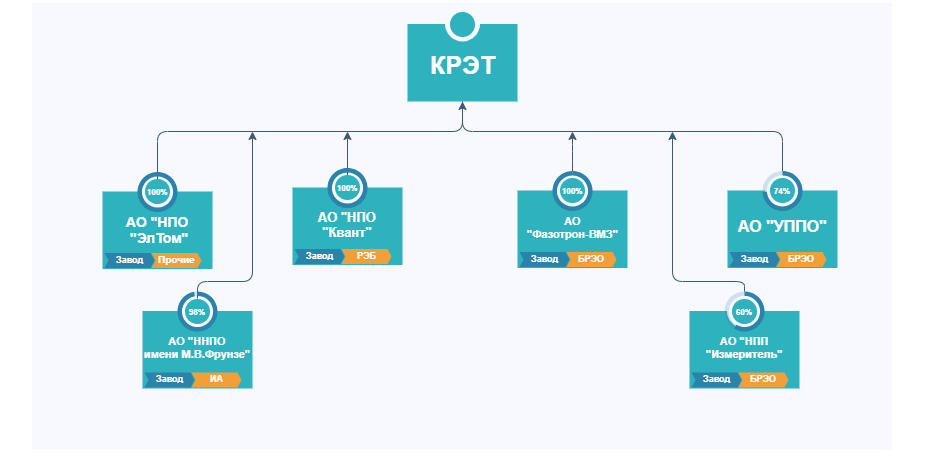 КРЭТ
100%
АО "НПО
"ЭлТом"
Завод Прочие
100%
АО "НПО
"Квант"
Завод РЭБ
100%
АО
"Фазотрон-ВМЗ"
Завод БРЭО
74%
АО "УППО"
Завод БРЭО
98%
АО "ННПО
имени М.В.Фрунзе"
Завод ИА
60%
АО "НПП
"Измеритель"
Завод БРЭО